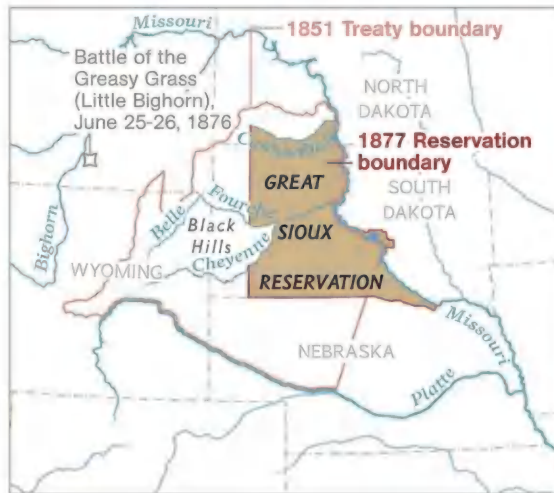 Missouri
1851 Treaty boundary
Battle of the
Greasy Grass
(Little Bighorn),
June 25-26, 1876
NORTH
DAKOTA
1877 Reservation
boundary
GREAT
SOUTH
DAKOTA
Belle
Fourche
Black
Hills
SIOUX
Bighorn
Cheyenne
WYOMING
RESERVATION
Missouri
NEBRASKA
Platte